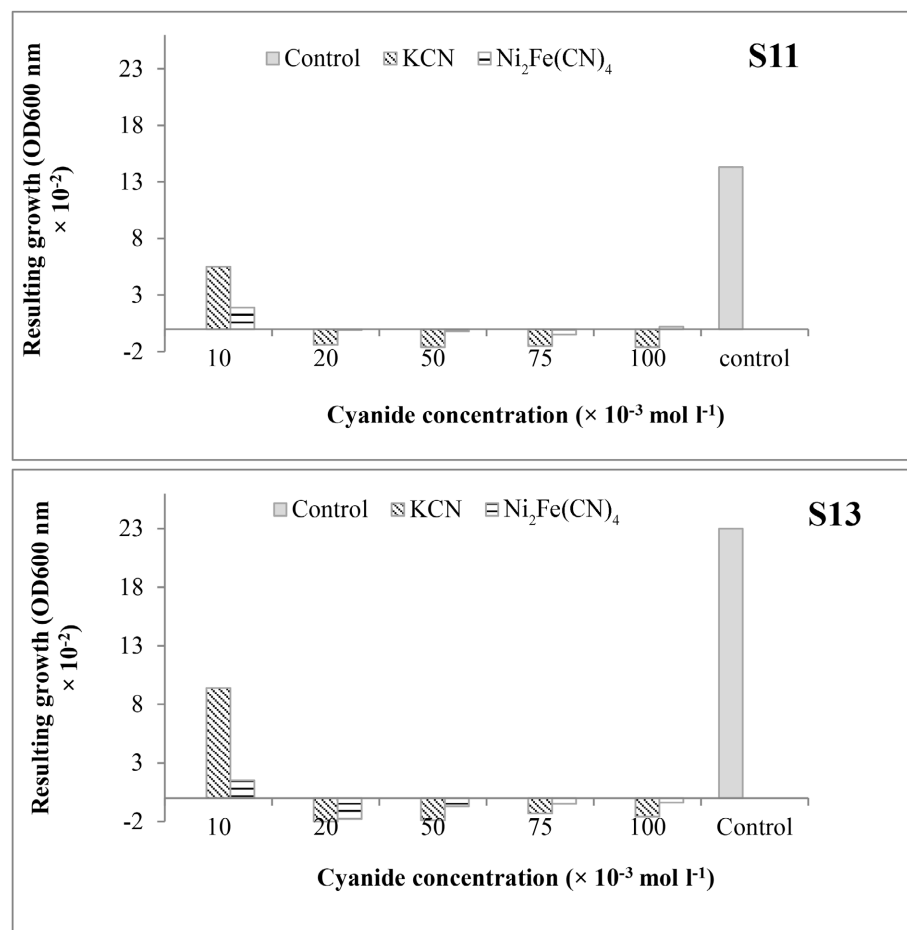 S11
Control KCN Ni₂Fe(CN)₄
23
18
13
8
3
-2
Resulting growth (OD600 nm
× 10⁻²)
10 20 50 75 100 control
Cyanide concentration (× 10⁻³ mol l⁻¹)
S13
Control KCN Ni₂Fe(CN)₄
23
18
13
8
3
-2
Resulting growth (OD600 nm
× 10⁻²)
10 20 50 75 100 Control
Cyanide concentration (× 10⁻³ mol l⁻¹)